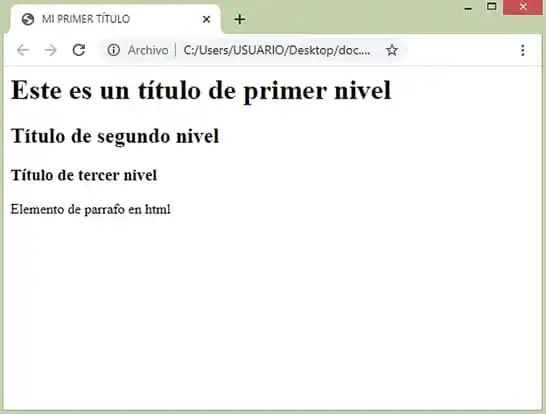 MI PRIMER TÍTULO
Archivo | C:/Users/USUARIO/Desktop/doc....
Este es un título de primer nivel
Título de segundo nivel
Título de tercer nivel
Elemento de parrafo en html